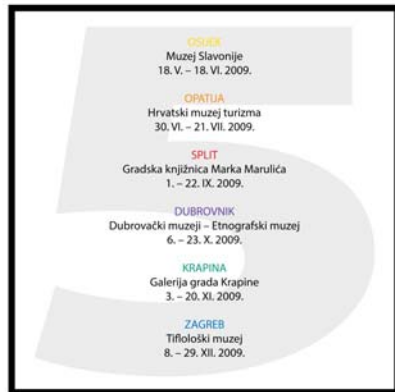 5
OSIJEK
Muzej Slavonije
18. V. – 18. VI. 2009.
OPATIJA
Hrvatski muzej turizma
30. VI. – 21. VII. 2009.
SPLIT
Gradska knjižnica Marka Marulića
1. – 22. IX. 2009.
DUBROVNIK
Dubrovački muzeji – Etnografski muzej
6. – 23. X. 2009.
KRAPINA
Galerija grada Krapine
3. – 20. XI. 2009.
ZAGREB
Tiflološki muzej
8. – 29. XII. 2009.